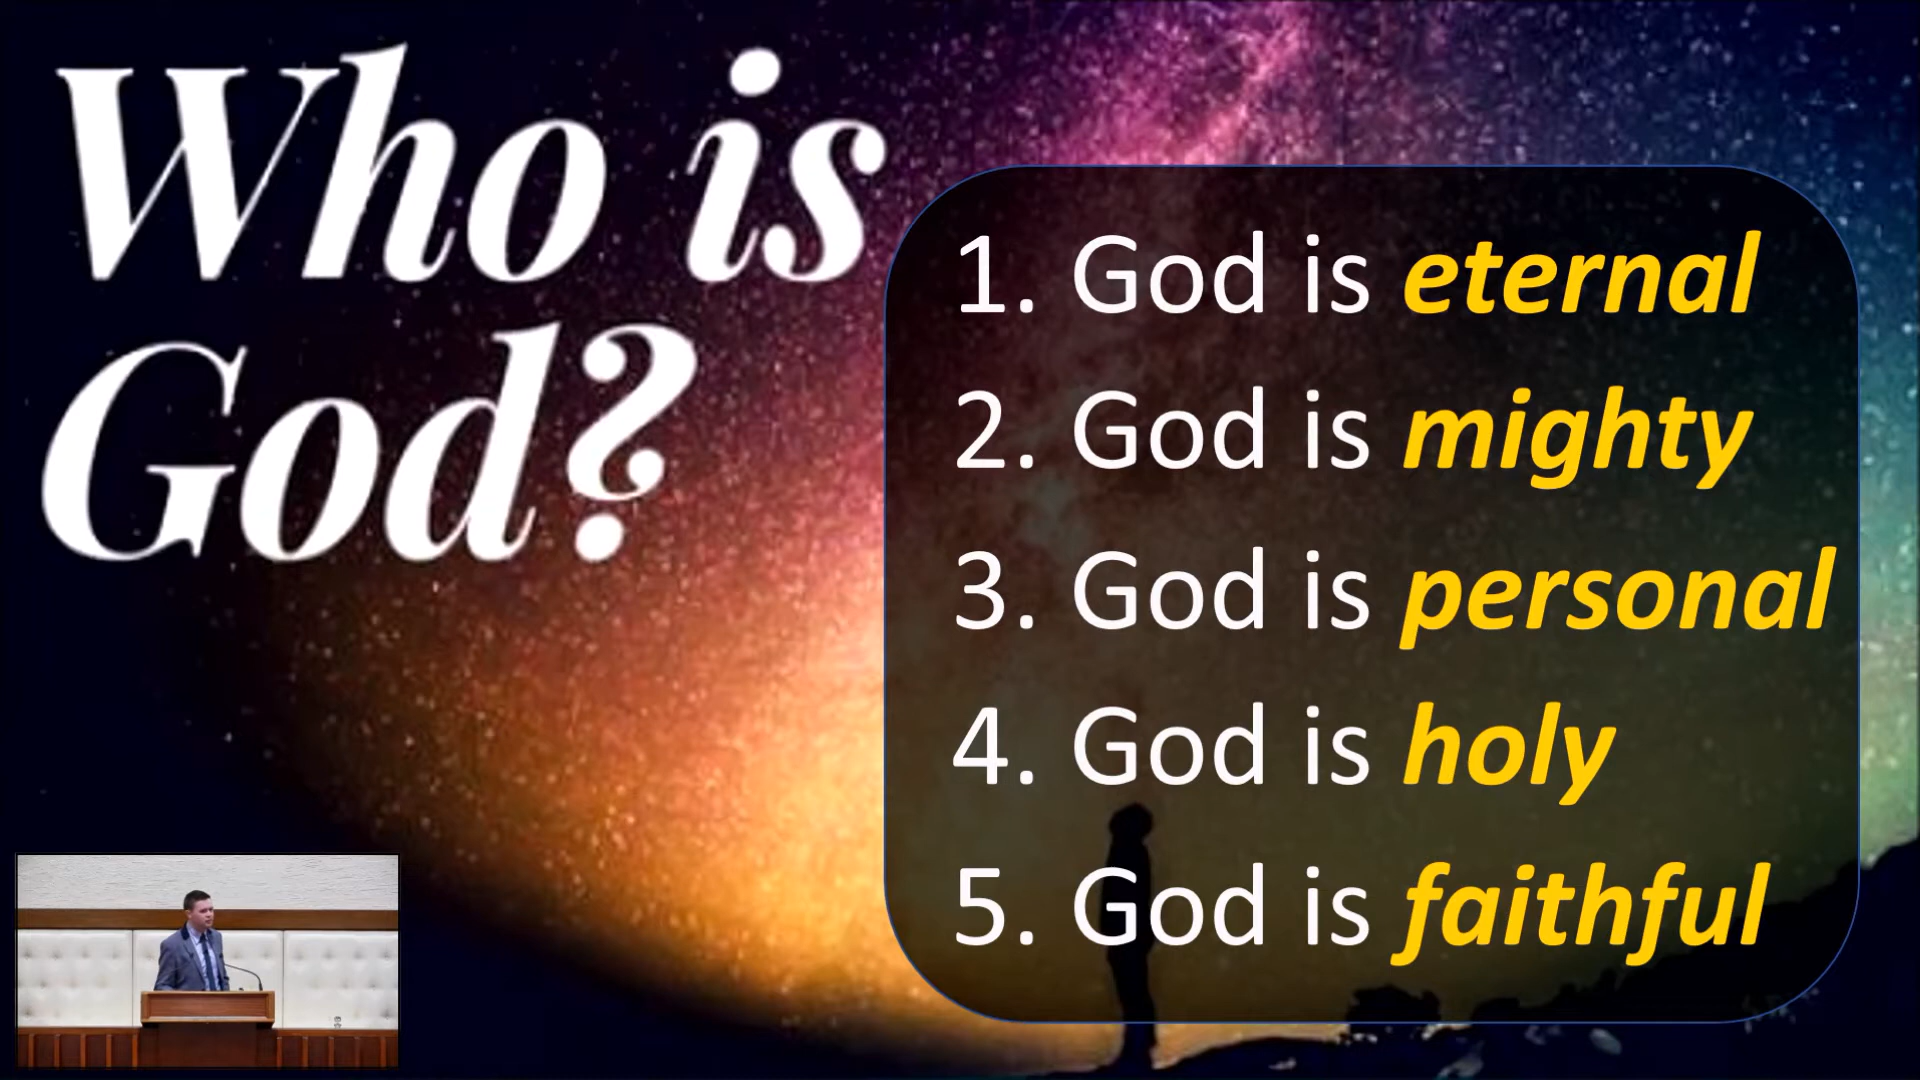 Who is
God?
1. God is eternal
2. God is mighty
3. God is personal
4. God is holy
5. God is faithful